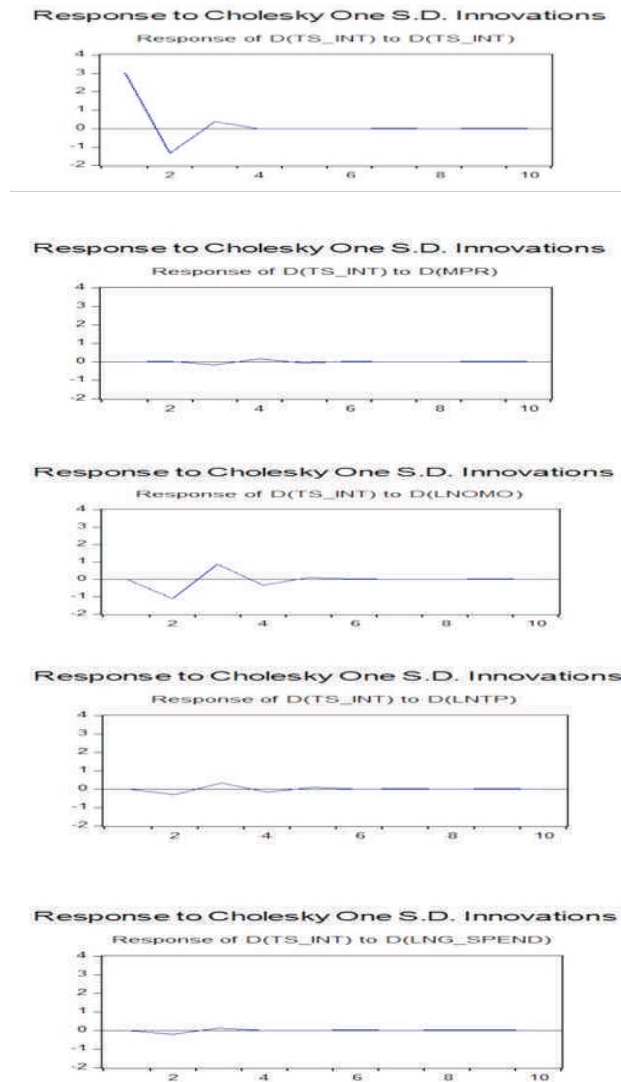 Response to Cholesky One S.D. Innovations
Response of D(TS_INT) to D(TS_INT)
4
3
2
1
0
-1
-2
2 4 6 8 10
Response to Cholesky One S.D. Innovations
Response of D(TS_INT) to D(MPR)
4
3
2
1
0
-1
-2
2 4 6 8 10
Response to Cholesky One S.D. Innovations
Response of D(TS_INT) to D(LNOMO)
4
3
2
1
0
-1
-2
2 4 6 8 10
Response to Cholesky One S.D. Innovations
Response of D(TS_INT) to D(LNTP)
4
3
2
1
0
-1
-2
2 4 6 8 10
Response to Cholesky One S.D. Innovations
Response of D(TS_INT) to D(LNG_SPEND)
4
3
2
1
0
-1
-2
2 4 6 8 10